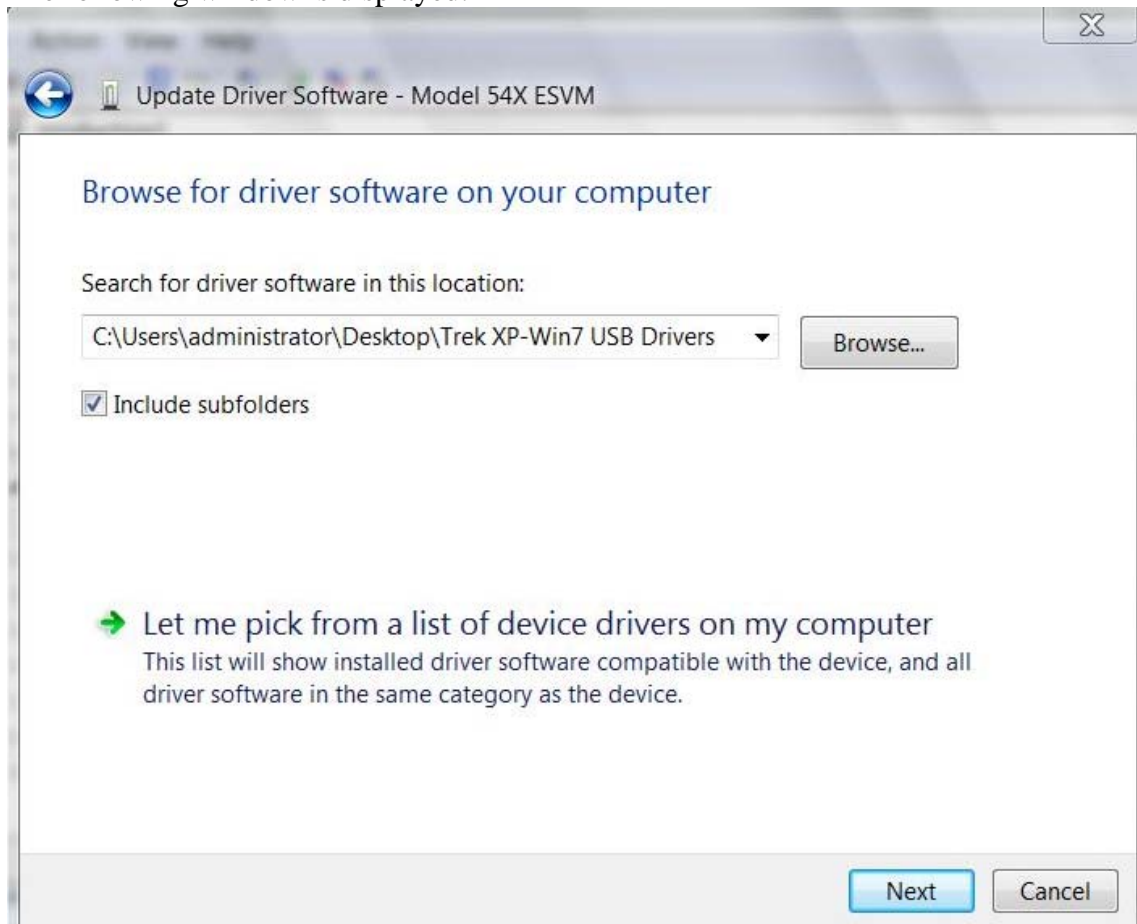 Action View Help
Update Driver Software - Model 54X ESVM
Browse for driver software on your computer
Search for driver software in this location:
C:\Users\administrator\Desktop\Trek XP-Win7 USB Drivers
Browse...
Include subfolders
Let me pick from a list of device drivers on my computer
This list will show installed driver software compatible with the device, and all
driver software in the same category as the device.
Next Cancel